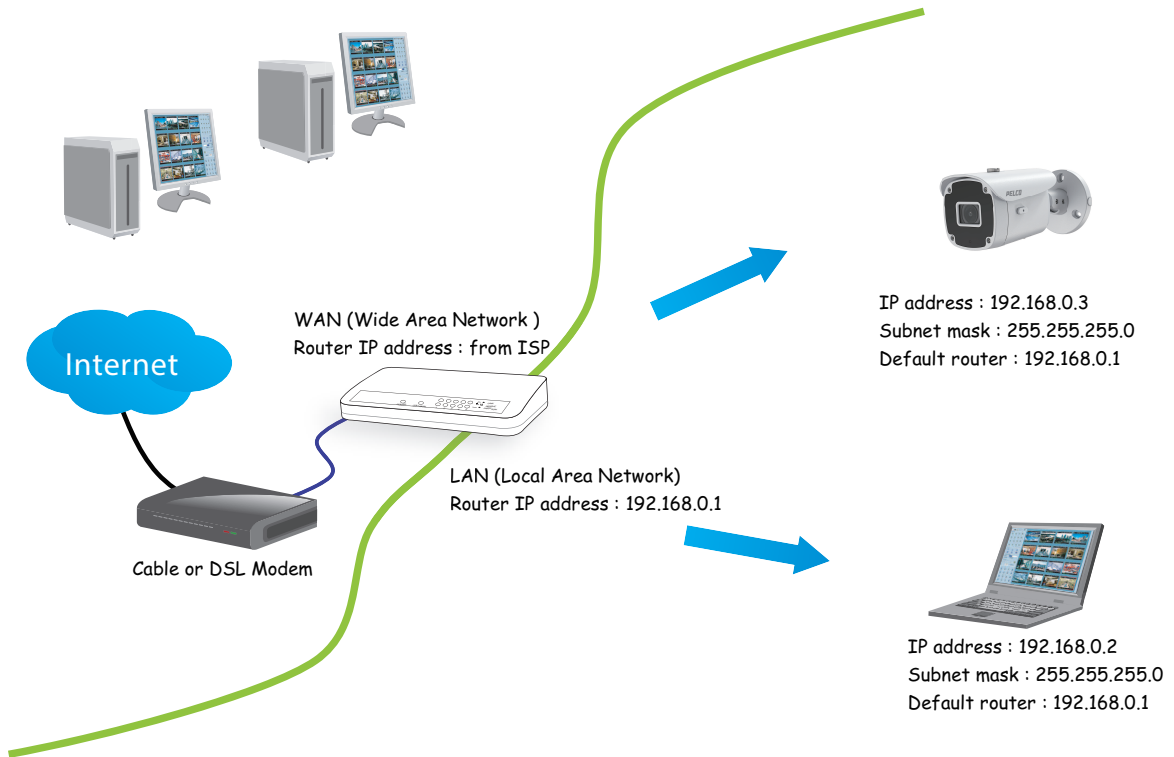 PELCO
IP address : 192.168.0.3
Subnet mask : 255.255.255.0
Default router : 192.168.0.1
WAN (Wide Area Network )
Router IP address : from ISP
Internet
LAN (Local Area Network)
Router IP address : 192.168.0.1
Cable or DSL Modem
IP address : 192.168.0.2
Subnet mask : 255.255.255.0
Default router : 192.168.0.1